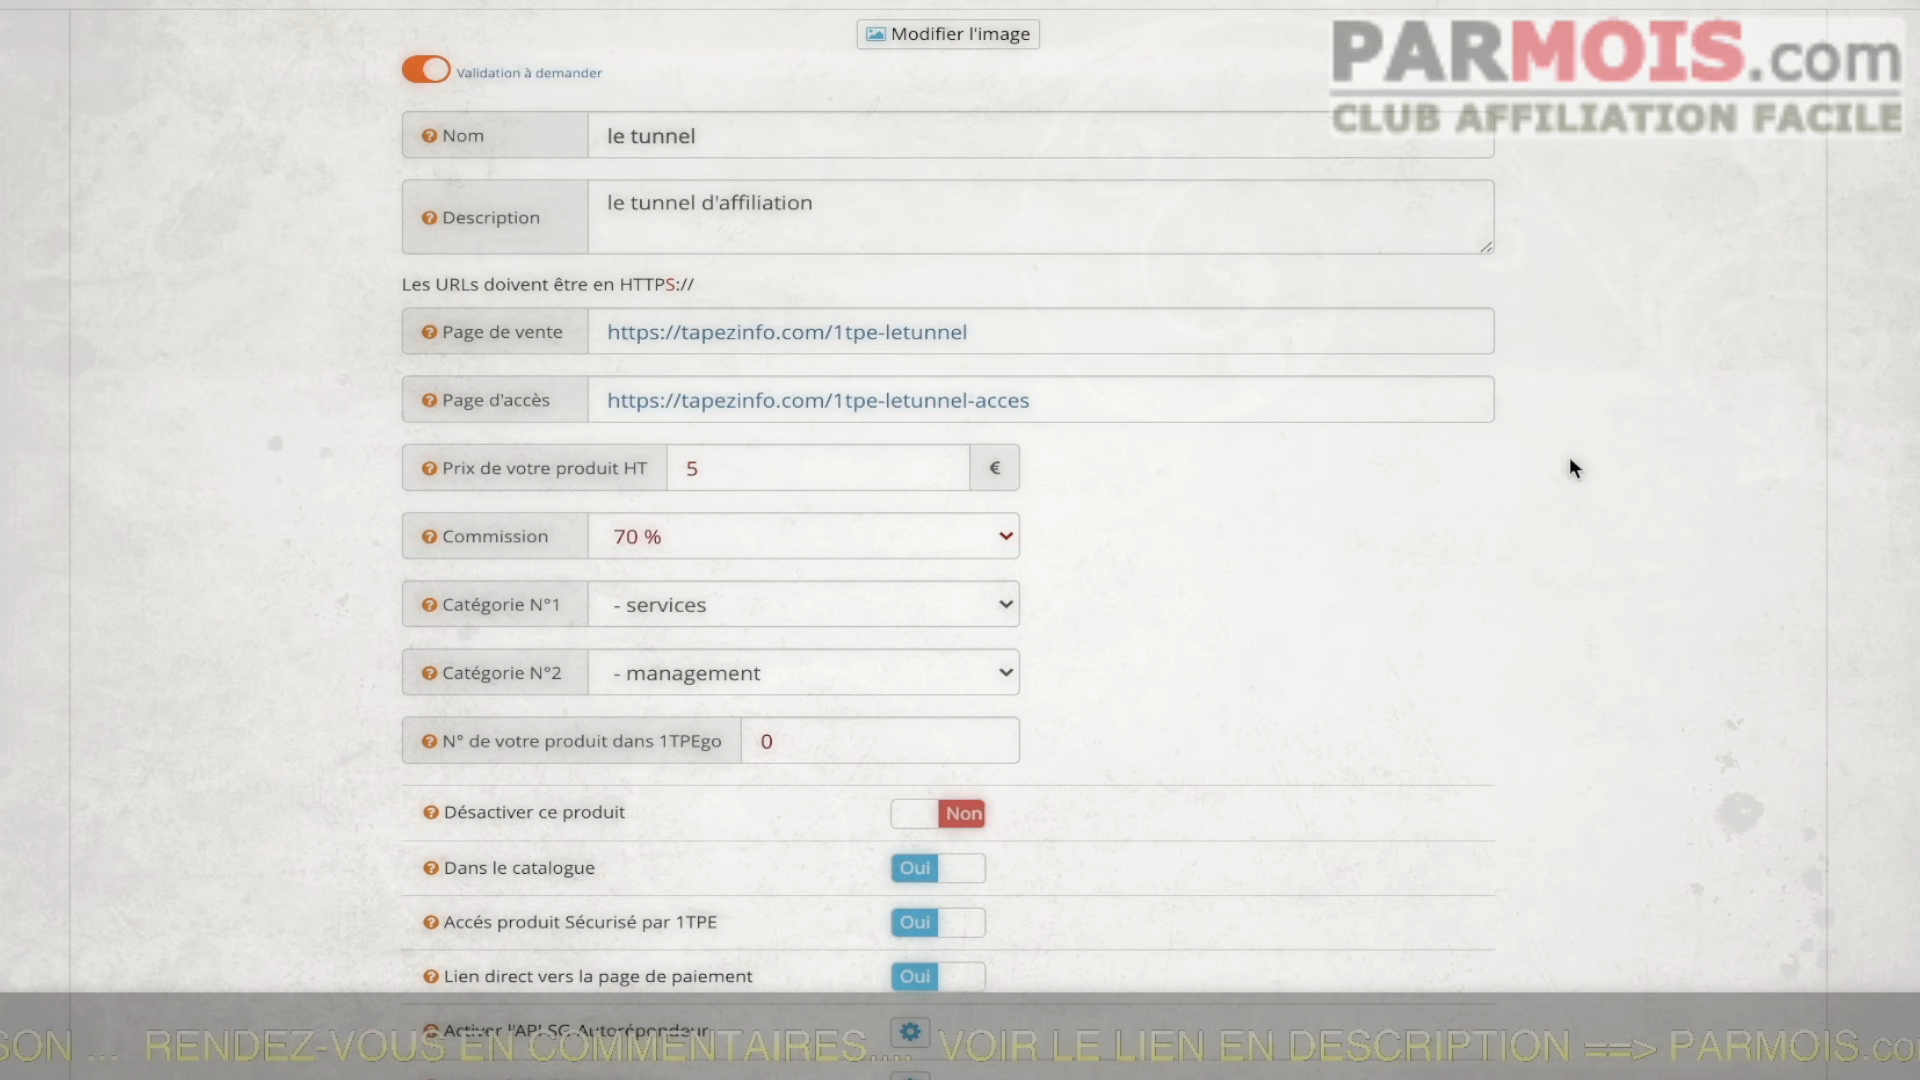 Modifier l'image
PARMOIS.com
CLUB AFFILIATION FACILE
Validation à demander
Nom
le tunnel
Description
le tunnel d'affiliation
Les URLs doivent être en HTTPS://
Page de vente
https://tapezinfo.com/1tpe-letunnel
Page d'accès
https://tapezinfo.com/1tpe-letunnel-acces
Prix de votre produit HT
5
€
Commission
70 %
Catégorie N°1
- services
Catégorie N°2
- management
N° de votre produit dans 1TPEgo
0
Désactiver ce produit
Non
Dans le catalogue
Oui
Accés produit Sécurisé par 1TPE
Oui
Lien direct vers la page de paiement
Oui
Activer l'API SG-Autorépondeur
SON ... RENDEZ-VOUS EN COMMENTAIRES.... VOIR LE LIEN EN DESCRIPTION ==> PARMOIS.co